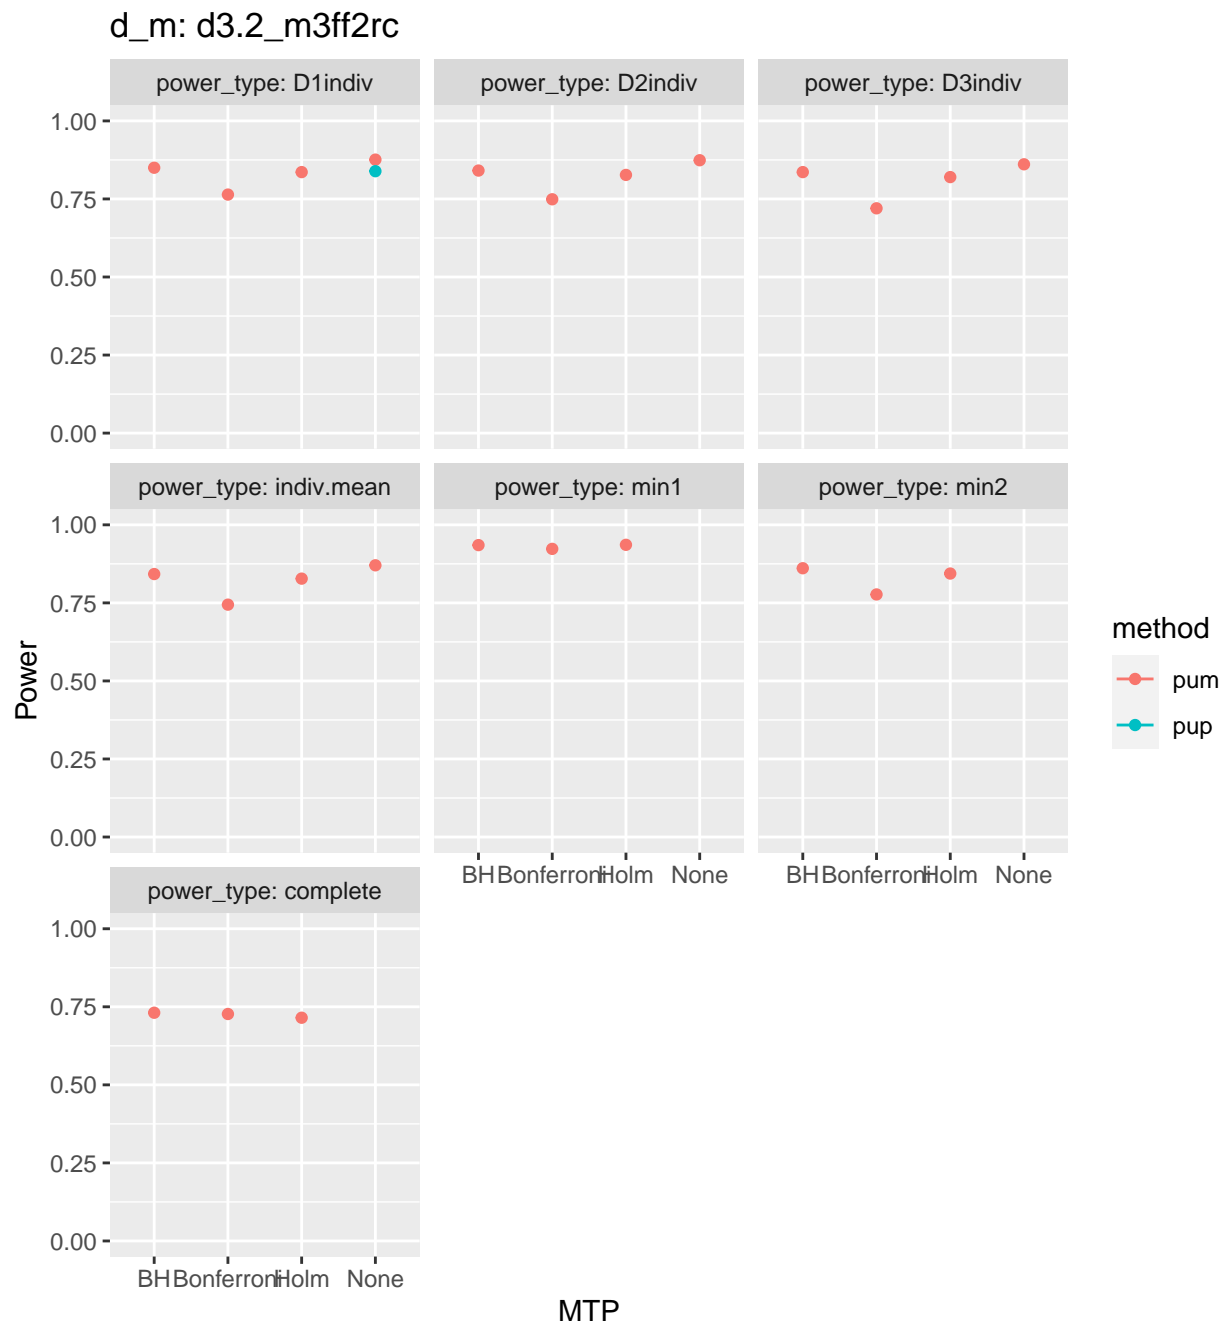 d_m: d3.2_m3ff2rc
power_type: D1indiv
power_type: D2indiv
power_type: D3indiv
1.00
0.75
0.50
0.25
0.00
power_type: indiv.mean
power_type: min1
power_type: min2
1.00
0.75
0.50
0.25
0.00
BH Bonferroni Holm None
BH Bonferroni Holm None
power_type: complete
1.00
0.75
0.50
0.25
0.00
BH Bonferroni Holm None
MTP
Power
method
pum
pup